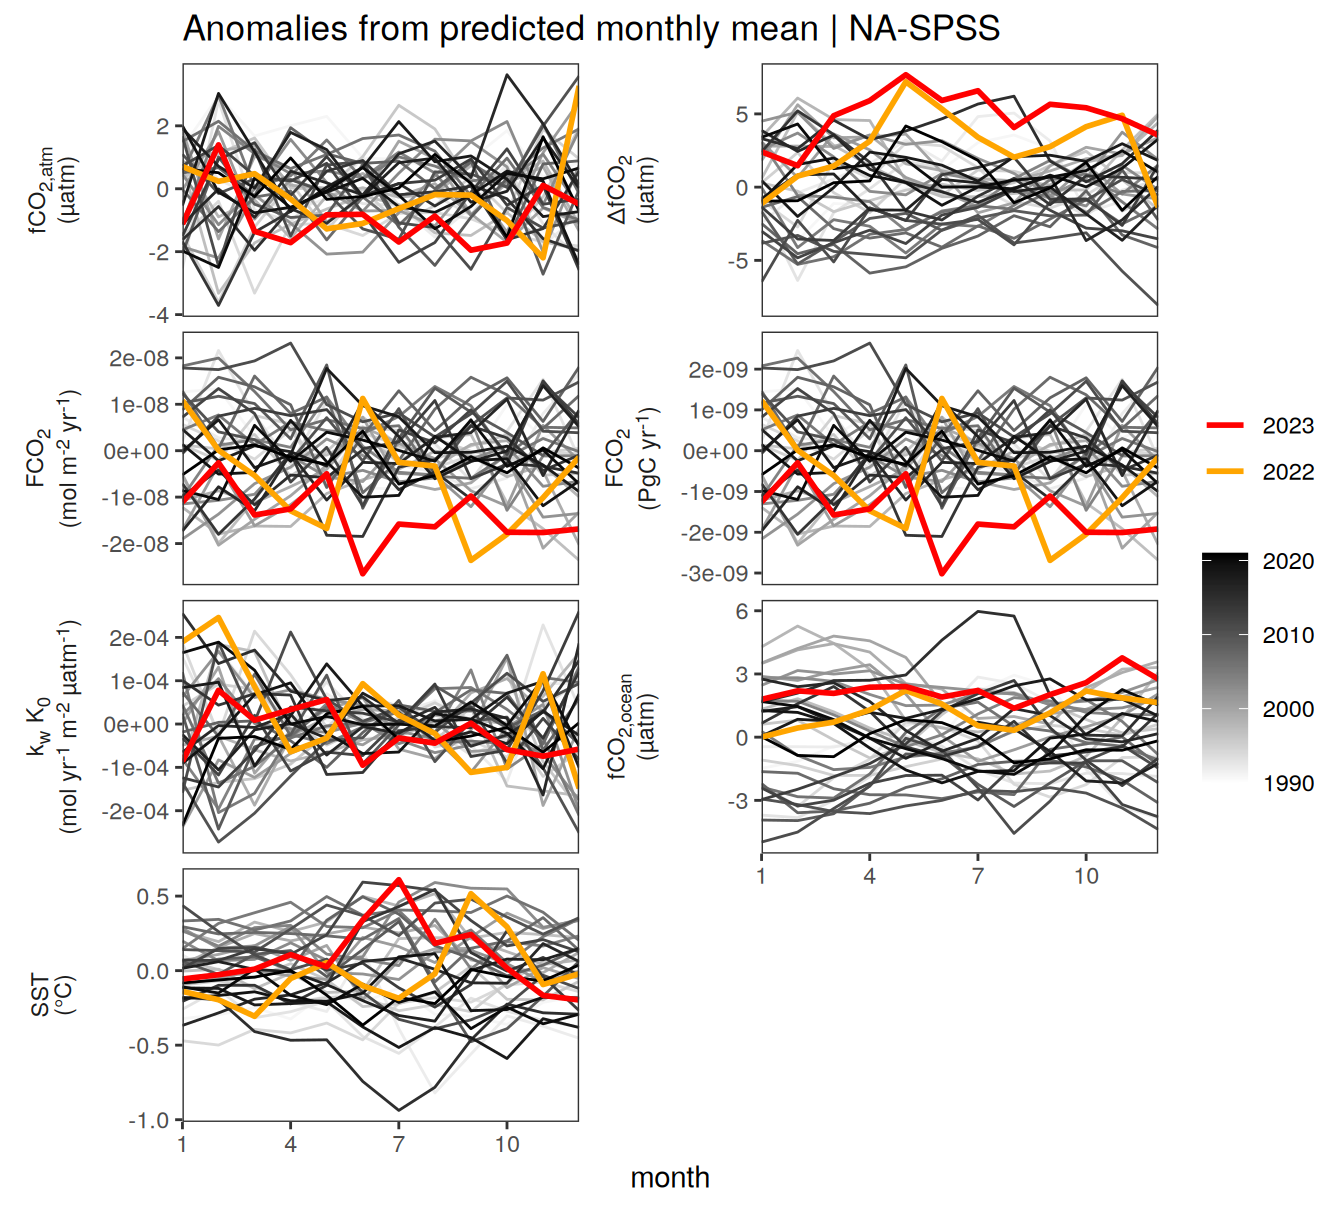 Anomalies from predicted monthly mean | NA-SPSS
fCO2,atm
(µatm)
2
0
-2
-4
ΔfCO2
(µatm)
5
0
-5
FCO2
(mol m-2 yr-1)
2e-08
1e-08
0e+00
-1e-08
-2e-08
FCO2
(PgC yr-1)
2e-09
1e-09
0e+00
-1e-09
-2e-09
-3e-09
kw K0
(mol yr-1 m-2 µatm-1)
2e-04
1e-04
0e+00
-1e-04
-2e-04
fCO2,ocean
(µatm)
6
3
0
-3
1 4 7 10
SST
(°C)
0.5
0.0
-0.5
-1.0
1 4 7 10
month
2023
2022
2020
2010
2000
1990